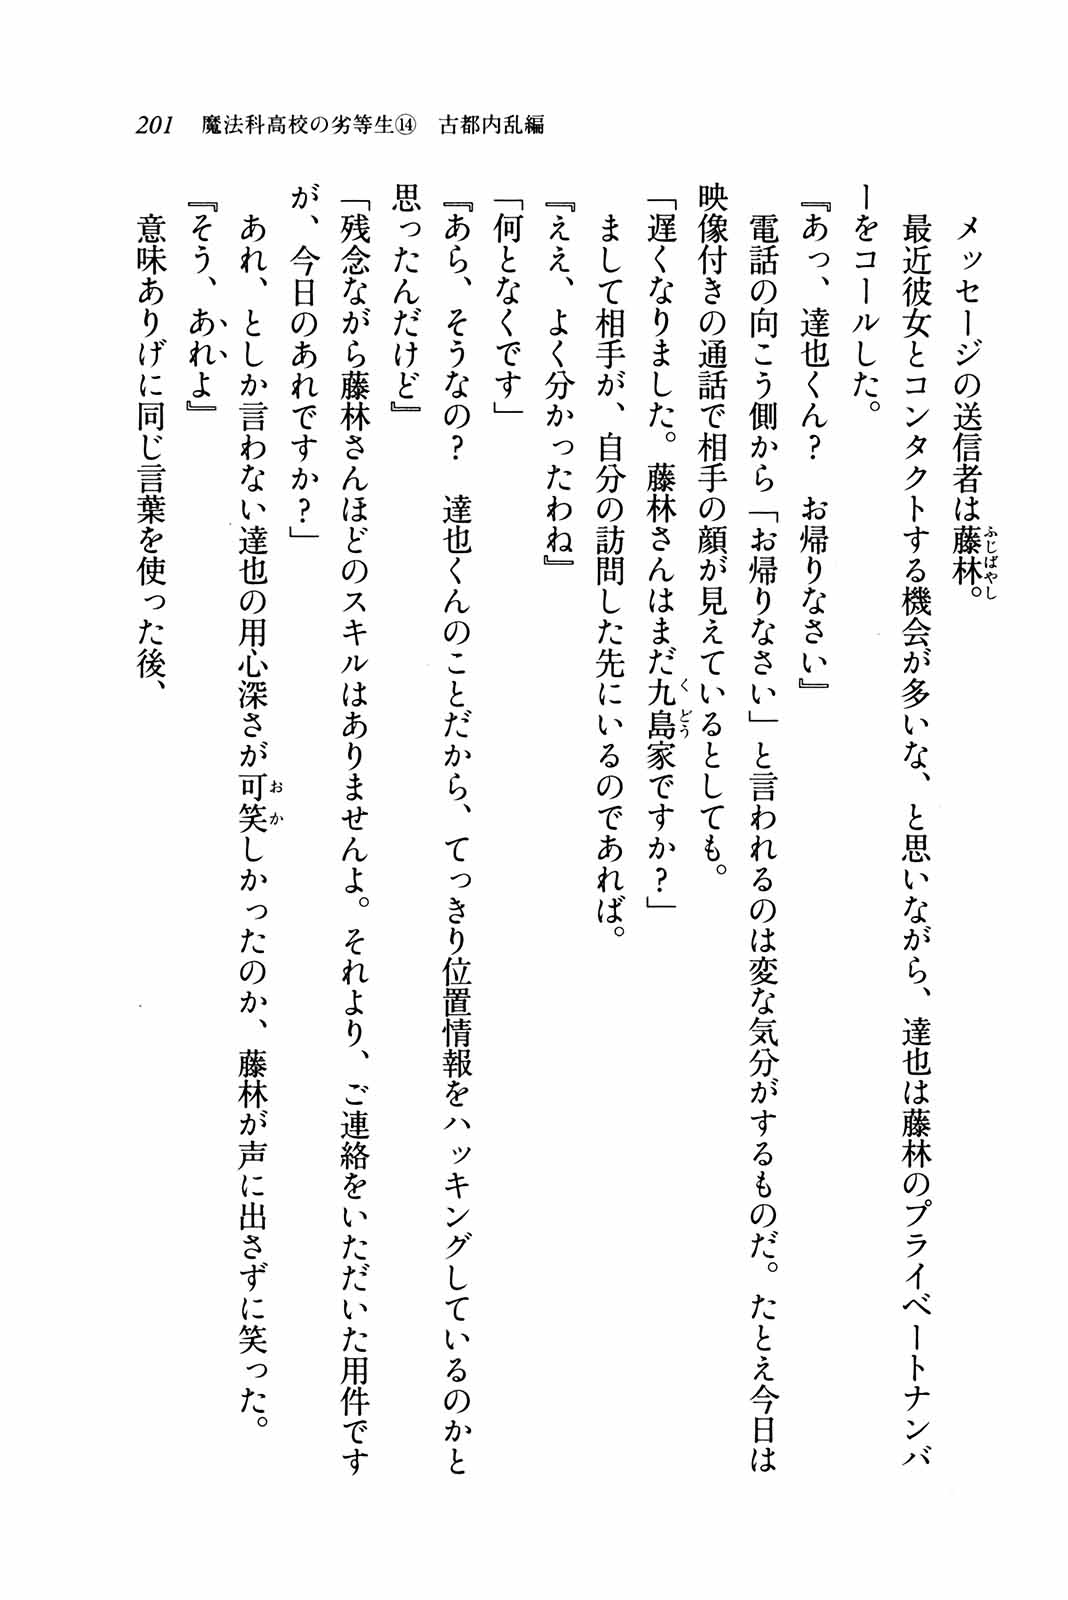 201 魔法科高校の劣等生⑭ 古都内乱編
メッセージの送信者は藤林。
最近彼女とコンタクトする機会が多いな、と思いながら、達也は藤林のプライベートナンバ
ーをコールした。
『あっ、達也くん？　お帰りなさい』
電話の向こう側から「お帰りなさい」と言われるのは変な気分がするものだ。たとえ今日は
映像付きの通話で相手の顔が見えているとしても。
「遅くなりました。藤林さんはまだ九島家ですか？」
まして相手が、自分の訪問した先にいるのであれば。
『ええ、よく分かったわね』
「何となくです」
『あら、そうなの？　達也くんのことだから、てっきり位置情報をハッキングしているのかと
思ったんだけど』
「残念ながら藤林さんほどのスキルはありませんよ。それより、ご連絡をいただいた用件です
が、今日のあれですか？」
あれ、としか言わない達也の用心深さが可笑しかったのか、藤林が声に出さずに笑った。
『そう、あれよ』
意味ありげに同じ言葉を使った後、
ふじばやし
くどう
おか